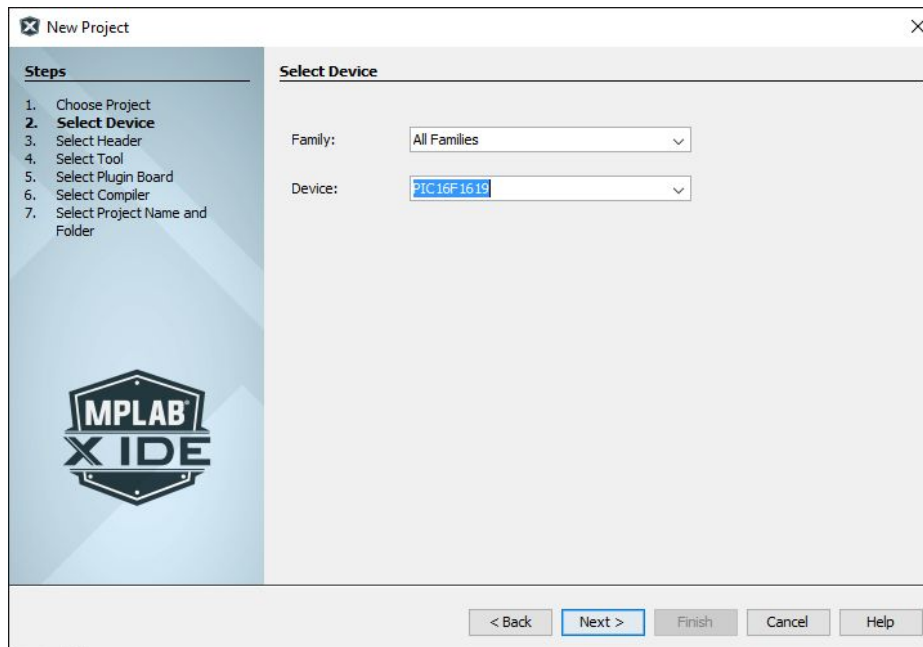 New Project
Steps
1. Choose Project
2. Select Device
3. Select Header
4. Select Tool
5. Select Plugin Board
6. Select Compiler
7. Select Project Name and
Folder
MPLAB®
X IDE
Select Device
Family: All Families
Device: PIC16F1619
< Back Next > Finish Cancel Help